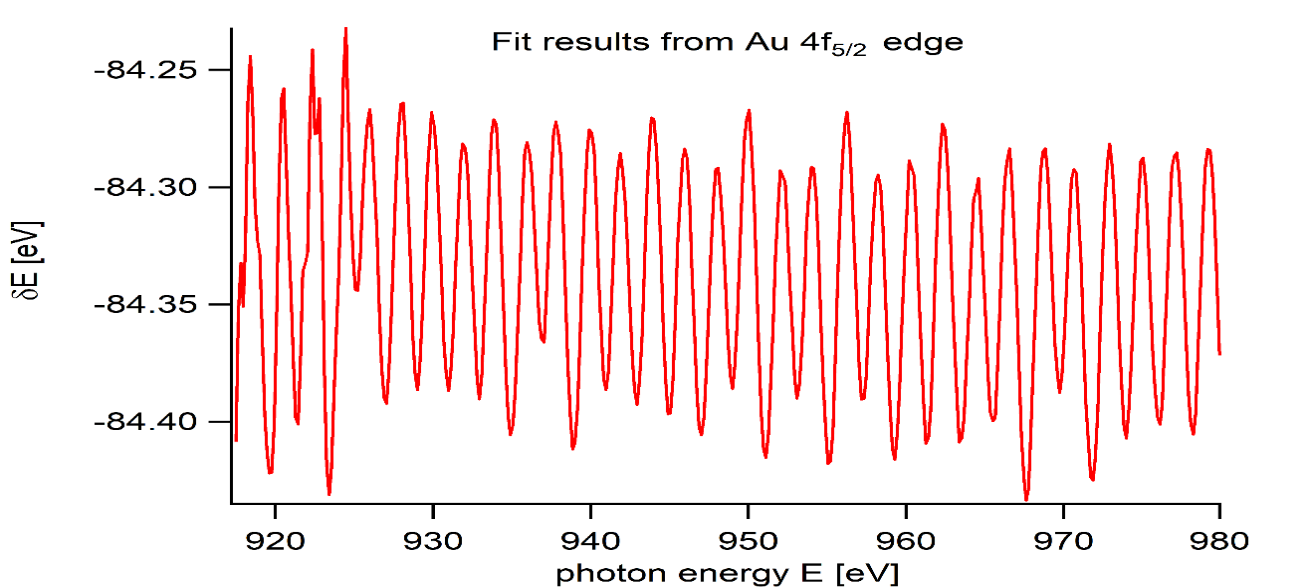 Fit results from Au 4f5/2 edge
-84.25
-84.30
-84.35
-84.40
δE [eV]
920 930 940 950 960 970 980
photon energy E [eV]